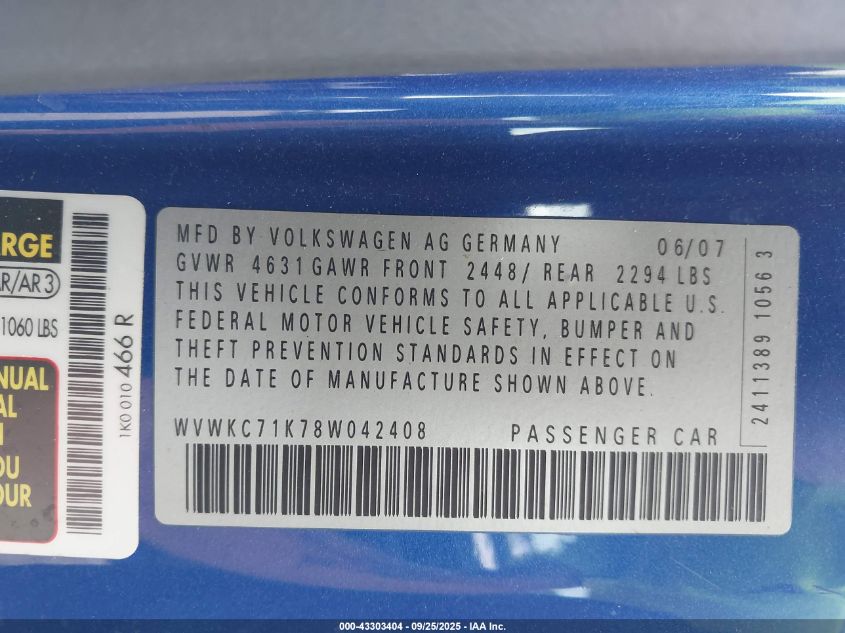 ARGE
AR/AR3
1060 LBS
NUAL
AL
N
OU
OUR
1K0 010 466 R
MFD BY VOLKSWAGEN AG GERMANY 06/07
GVWR 4631 GAWR FRONT 2448/ REAR 2294 LBS
THIS VEHICLE CONFORMS TO ALL APPLICABLE U.S.
FEDERAL MOTOR VEHICLE SAFETY, BUMPER AND
THEFT PREVENTION STANDARDS IN EFFECT ON
THE DATE OF MANUFACTURE SHOWN ABOVE.
WVWKC71K78W042408 PASSENGER CAR
2411389 1056 3
000-43303404 - 09/25/2025 - IAA Inc.